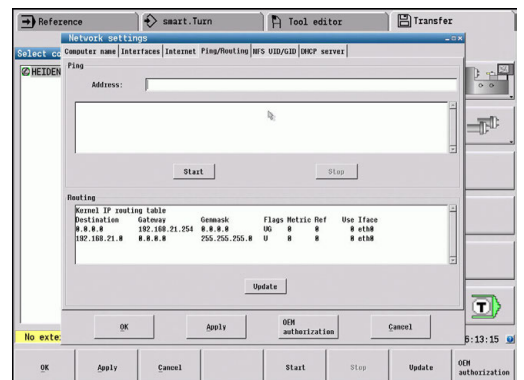 Reference
smart.Turn
Tool editor
Transfer
Network settings
Select co
Computer name Interfaces Internet Ping/Routing NFS UID/GID DHCP server
HEIDEN
Ping
Address:
Start Stop
Routing
Kernel IP routing table
Destination Gateway Genmask Flags Metric Ref Use Iface
0.0.0.0 192.168.21.254 0.0.0.0 UG 0 0 0 eth0
192.168.21.0 0.0.0.0 255.255.255.0 U 0 0 0 eth0
Update
OK Apply OEM authorization Cancel
No exte
5:13:15
OK Apply Cancel Start Stop Update OEM authorization